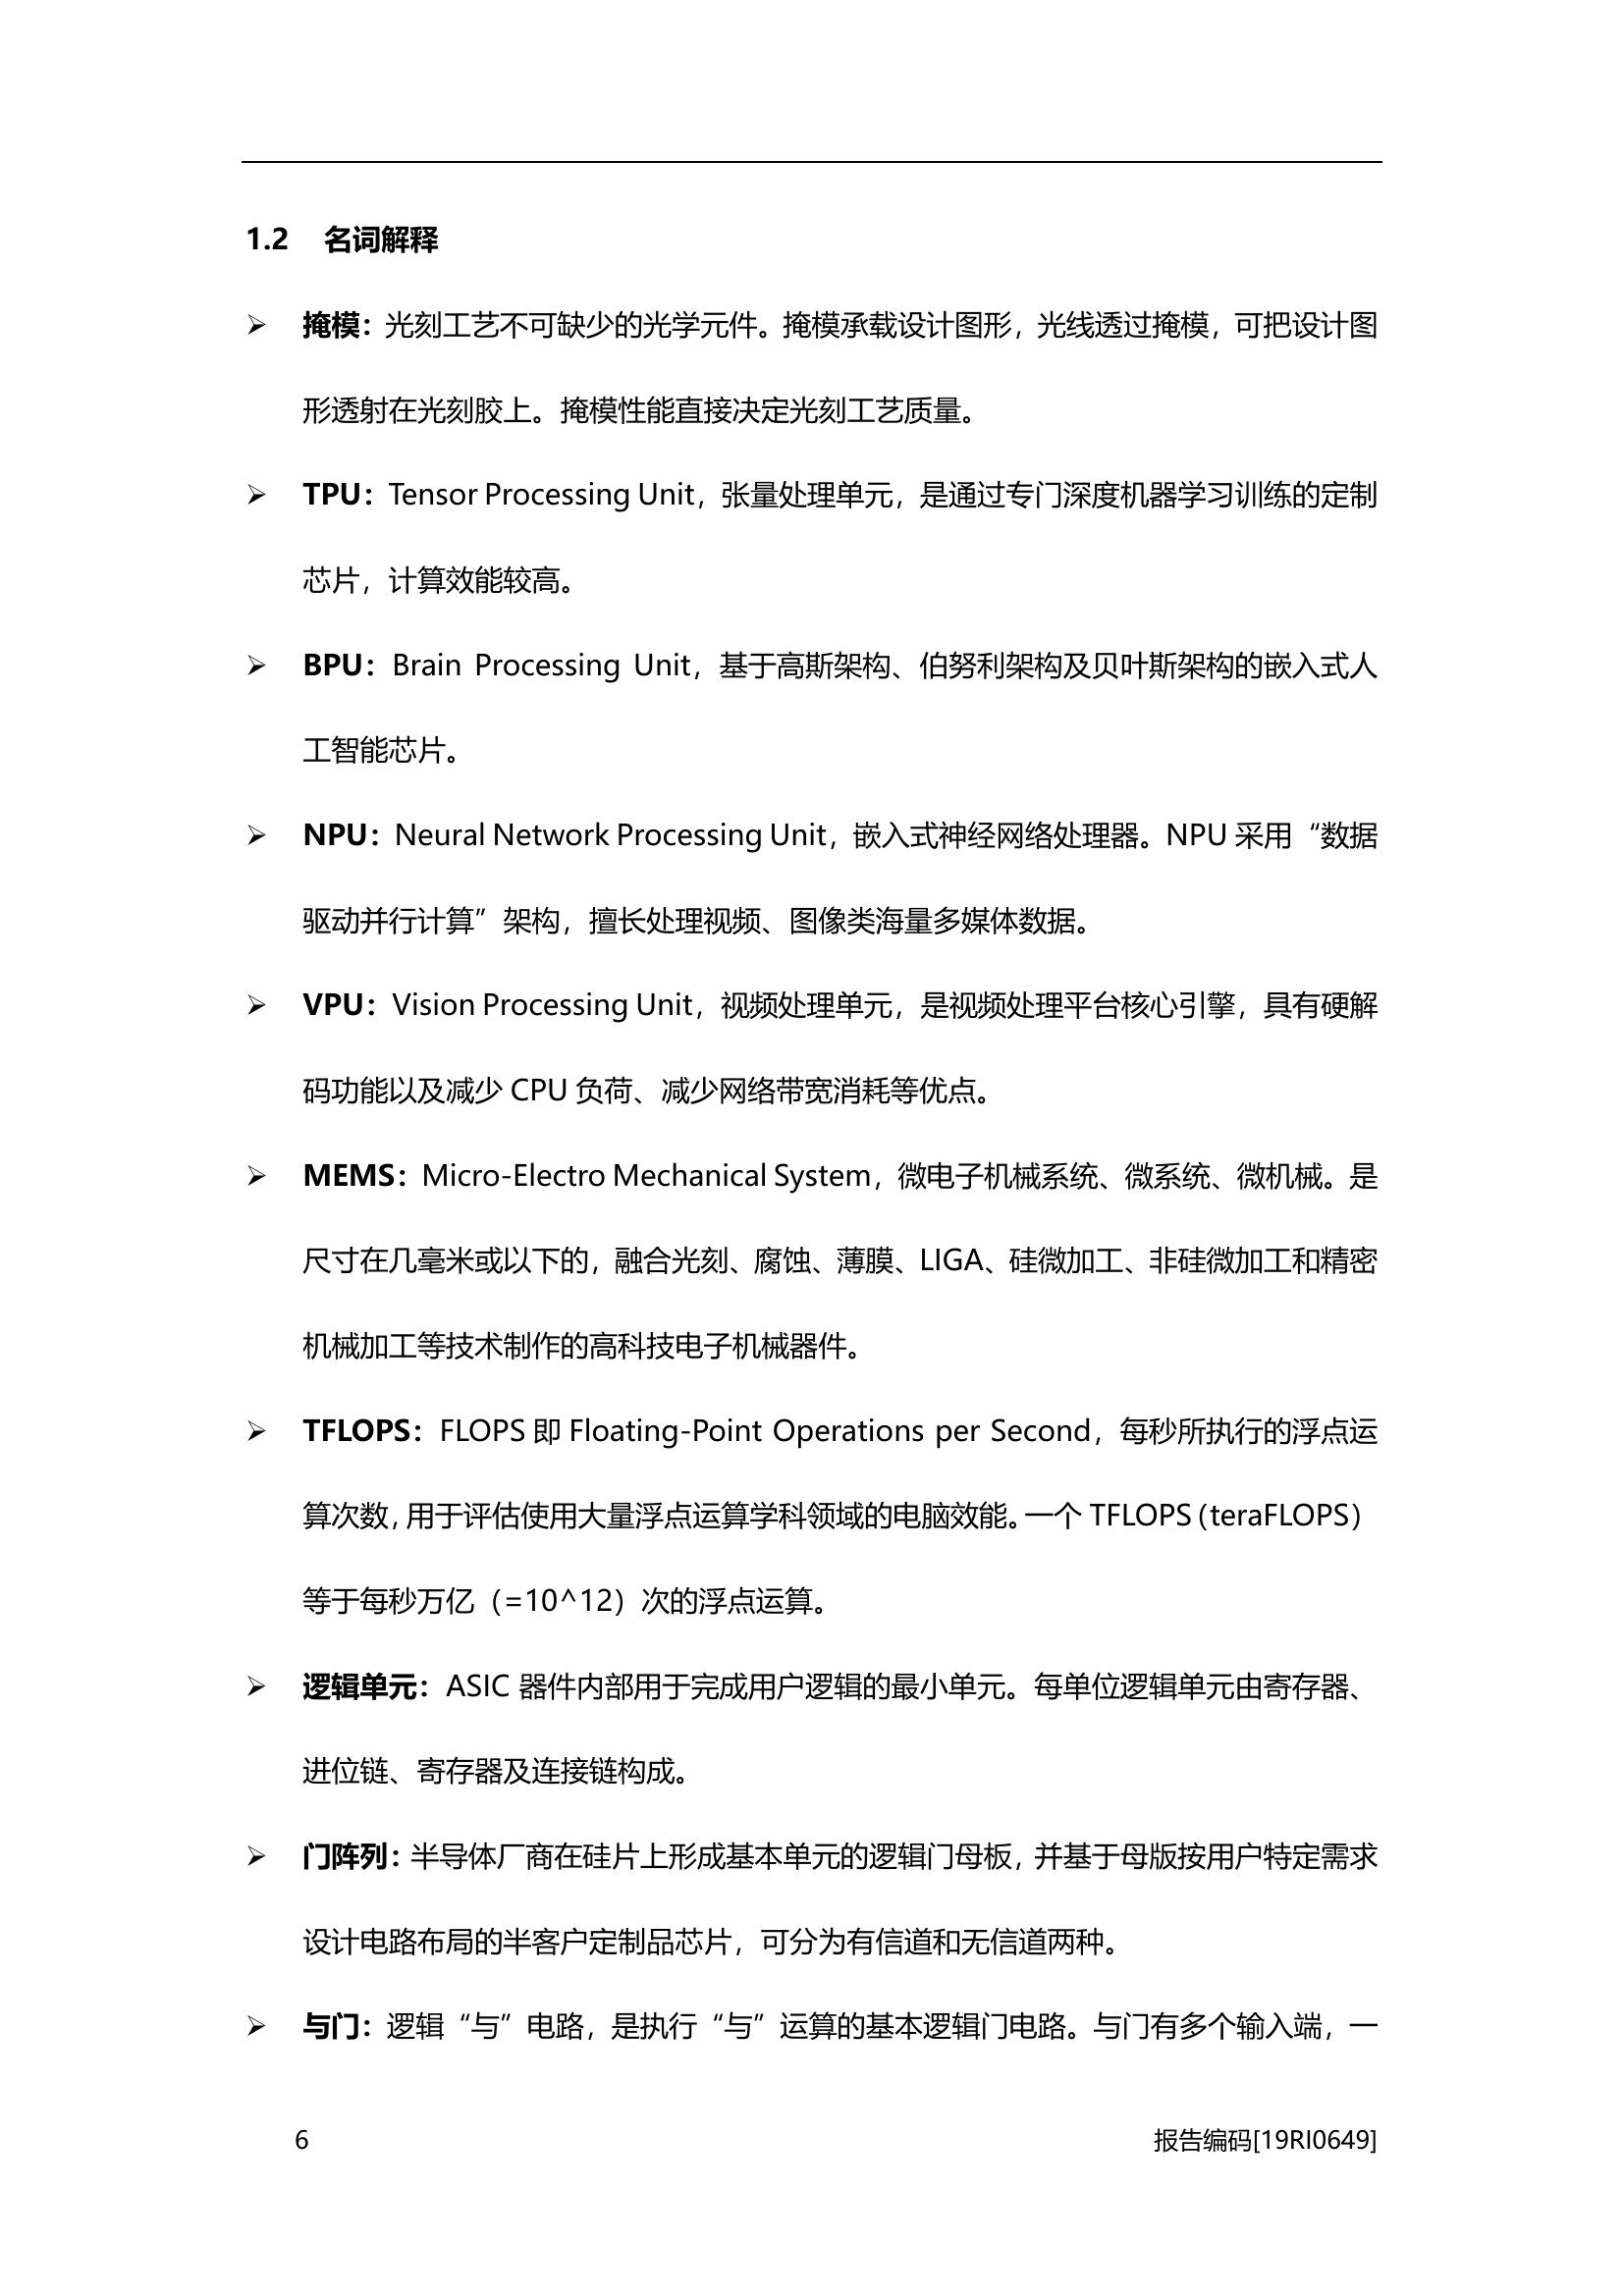 1.2 名词解释
➢ 掩模：光刻工艺不可缺少的光学元件。掩模承载设计图形，光线透过掩模，可把设计图
形透射在光刻胶上。掩模性能直接决定光刻工艺质量。
➢ TPU：Tensor Processing Unit，张量处理单元，是通过专门深度机器学习训练的定制
芯片，计算效能较高。
➢ BPU：Brain Processing Unit，基于高斯架构、伯努利架构及贝叶斯架构的嵌入式人
工智能芯片。
➢ NPU：Neural Network Processing Unit，嵌入式神经网络处理器。NPU 采用“数据
驱动并行计算”架构，擅长处理视频、图像类海量多媒体数据。
➢ VPU：Vision Processing Unit，视频处理单元，是视频处理平台核心引擎，具有硬解
码功能以及减少 CPU 负荷、减少网络带宽消耗等优点。
➢ MEMS：Micro-Electro Mechanical System，微电子机械系统、微系统、微机械。是
尺寸在几毫米或以下的，融合光刻、腐蚀、薄膜、LIGA、硅微加工、非硅微加工和精密
机械加工等技术制作的高科技电子机械器件。
➢ TFLOPS：FLOPS 即 Floating-Point Operations per Second，每秒所执行的浮点运
算次数，用于评估使用大量浮点运算学科领域的电脑效能。一个 TFLOPS（teraFLOPS）
等于每秒万亿（=10^12）次的浮点运算。
➢ 逻辑单元：ASIC 器件内部用于完成用户逻辑的最小单元。每单位逻辑单元由寄存器、
进位链、寄存器及连接链构成。
➢ 门阵列：半导体厂商在硅片上形成基本单元的逻辑门母板，并基于母版按用户特定需求
设计电路布局的半客户定制品芯片，可分为有信道和无信道两种。
➢ 与门：逻辑“与”电路，是执行“与”运算的基本逻辑门电路。与门有多个输入端，一
6 报告编码[19RI0649]